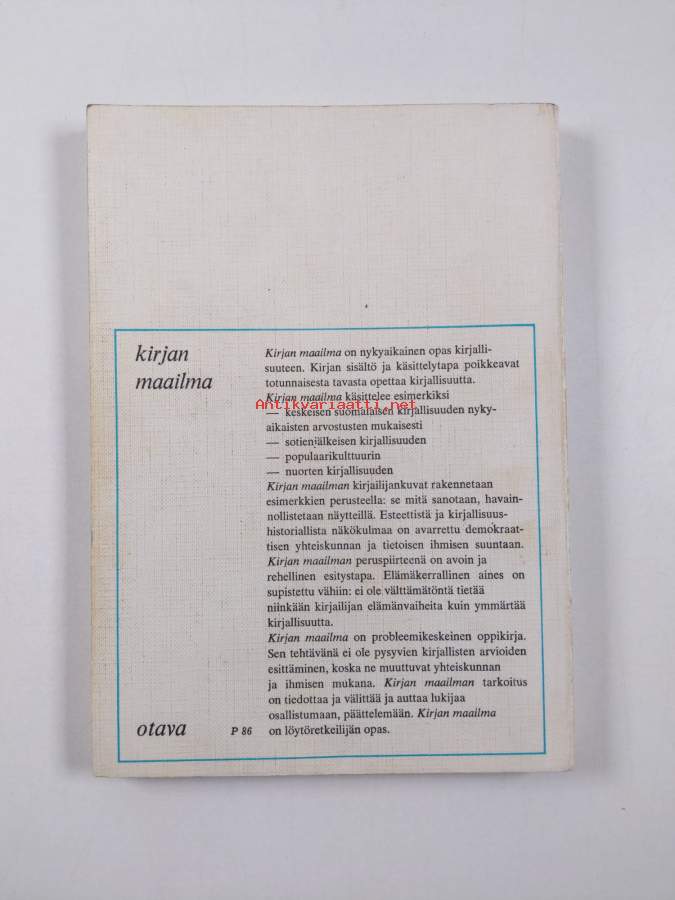 kirjan
maailma
Kirjan maailma on nykyaikainen opas kirjalli-
suuteen. Kirjan sisältö ja käsittelytapa poikkeavat
totunnaisesta tavasta opettaa kirjallisuutta.
Kirjan maailma käsittelee esimerkiksi
Antikvariaatti.net
— keskeisen suomalaisen kirjallisuuden nyky-
aikaisten arvostusten mukaisesti
— sotienjälkeisen kirjallisuuden
— populaarikulttuurin
— nuorten kirjallisuuden
Kirjan maailman kirjailijankuvat rakennetaan
esimerkkien perusteella: se mitä sanotaan, havain-
nollistetaan näytteillä. Esteettistä ja kirjallisuus-
historiallista näkökulmaa on avarrettu demokraat-
tisen yhteiskunnan ja tietoisen ihmisen suuntaan.
Kirjan maailman peruspiirteenä on avoin ja
rehellinen esitystapa. Elämäkerrallinen aines on
supistettu vähiin: ei ole välttämätöntä tietää
niinkään kirjailijan elämänvaiheita kuin ymmärtää
kirjallisuutta.
Kirjan maailma on probleemikeskeinen oppikirja.
Sen tehtävänä ei ole pysyvien kirjallisten arvioiden
esittäminen, koska ne muuttuvat yhteiskunnan
ja ihmisen mukana. Kirjan maailman tarkoitus
on tiedottaa ja välittää ja auttaa lukijaa
osallistumaan, päättelemään. Kirjan maailma
on löytöretkeilijän opas.
otava
P 86